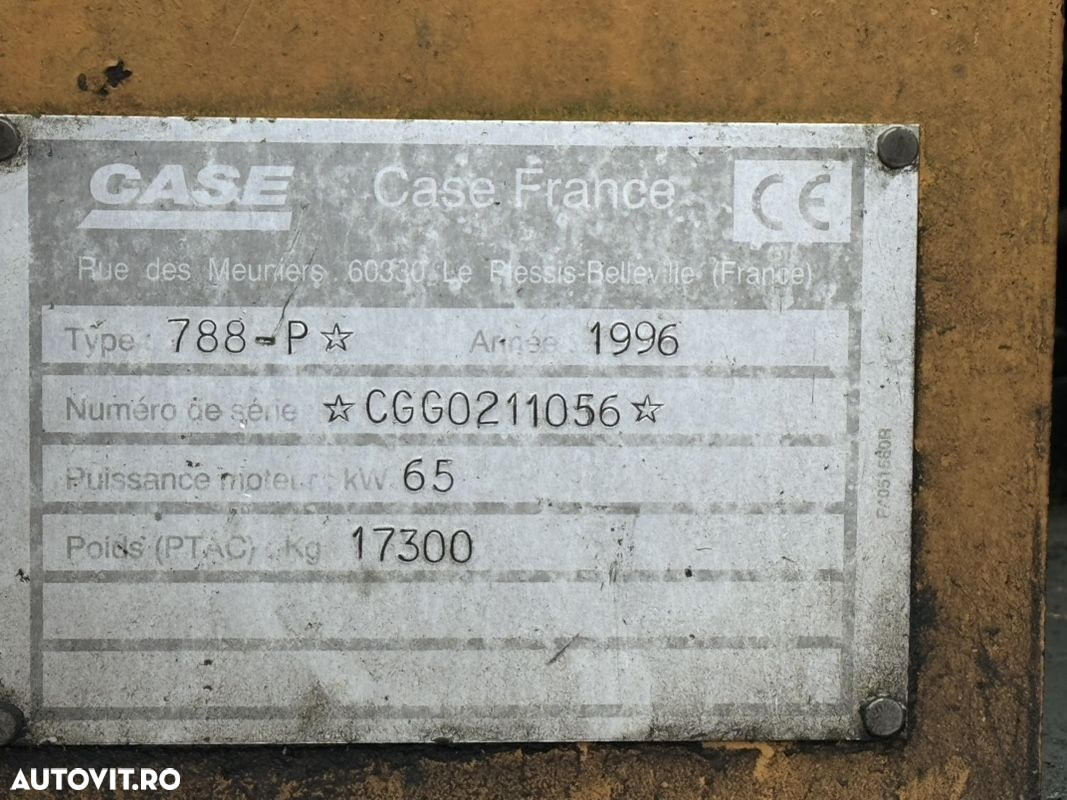 CASE Case France CE
Rue des Meuniers 60330 Le Plessis-Belleville (France)
Type : 788-P☆ Année : 1996
Numéro de série : ☆CGG0211056☆
Puissance moteur : kW 65
Poids (PTAC) : Kg 17300
AUTOVIT.RO